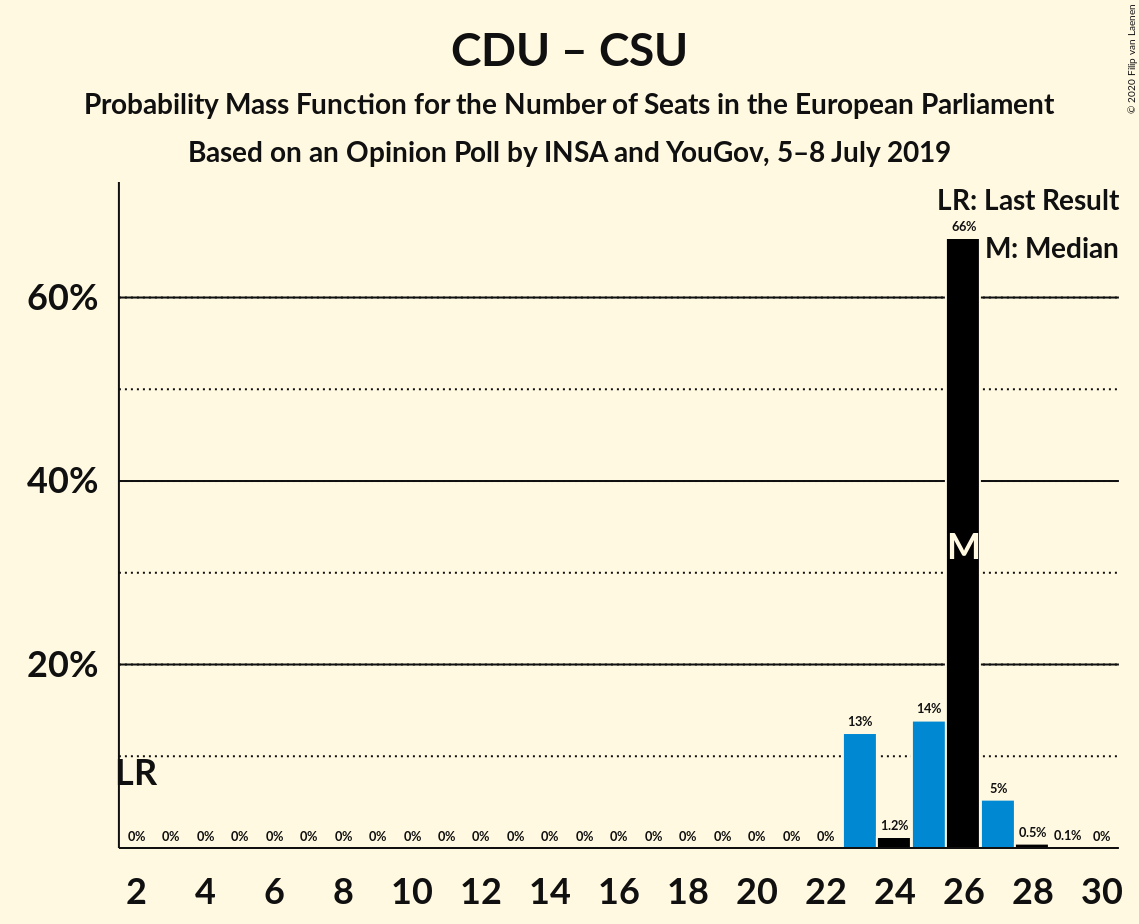 CDU – CSU
Probability Mass Function for the Number of Seats in the European Parliament
Based on an Opinion Poll by INSA and YouGov, 5–8 July 2019
© 2020 Filip van Laenen
LR: Last Result
M: Median
66%
60%
40%
M
20%
14%
13%
LR
5%
0% 0% 0% 0% 0% 0% 0% 0% 0% 0% 0% 0% 0% 0% 0% 0% 0% 0% 0% 0% 0% 1.2% 0.5% 0.1% 0%
2 4 6 8 10 12 14 16 18 20 22 24 26 28 30